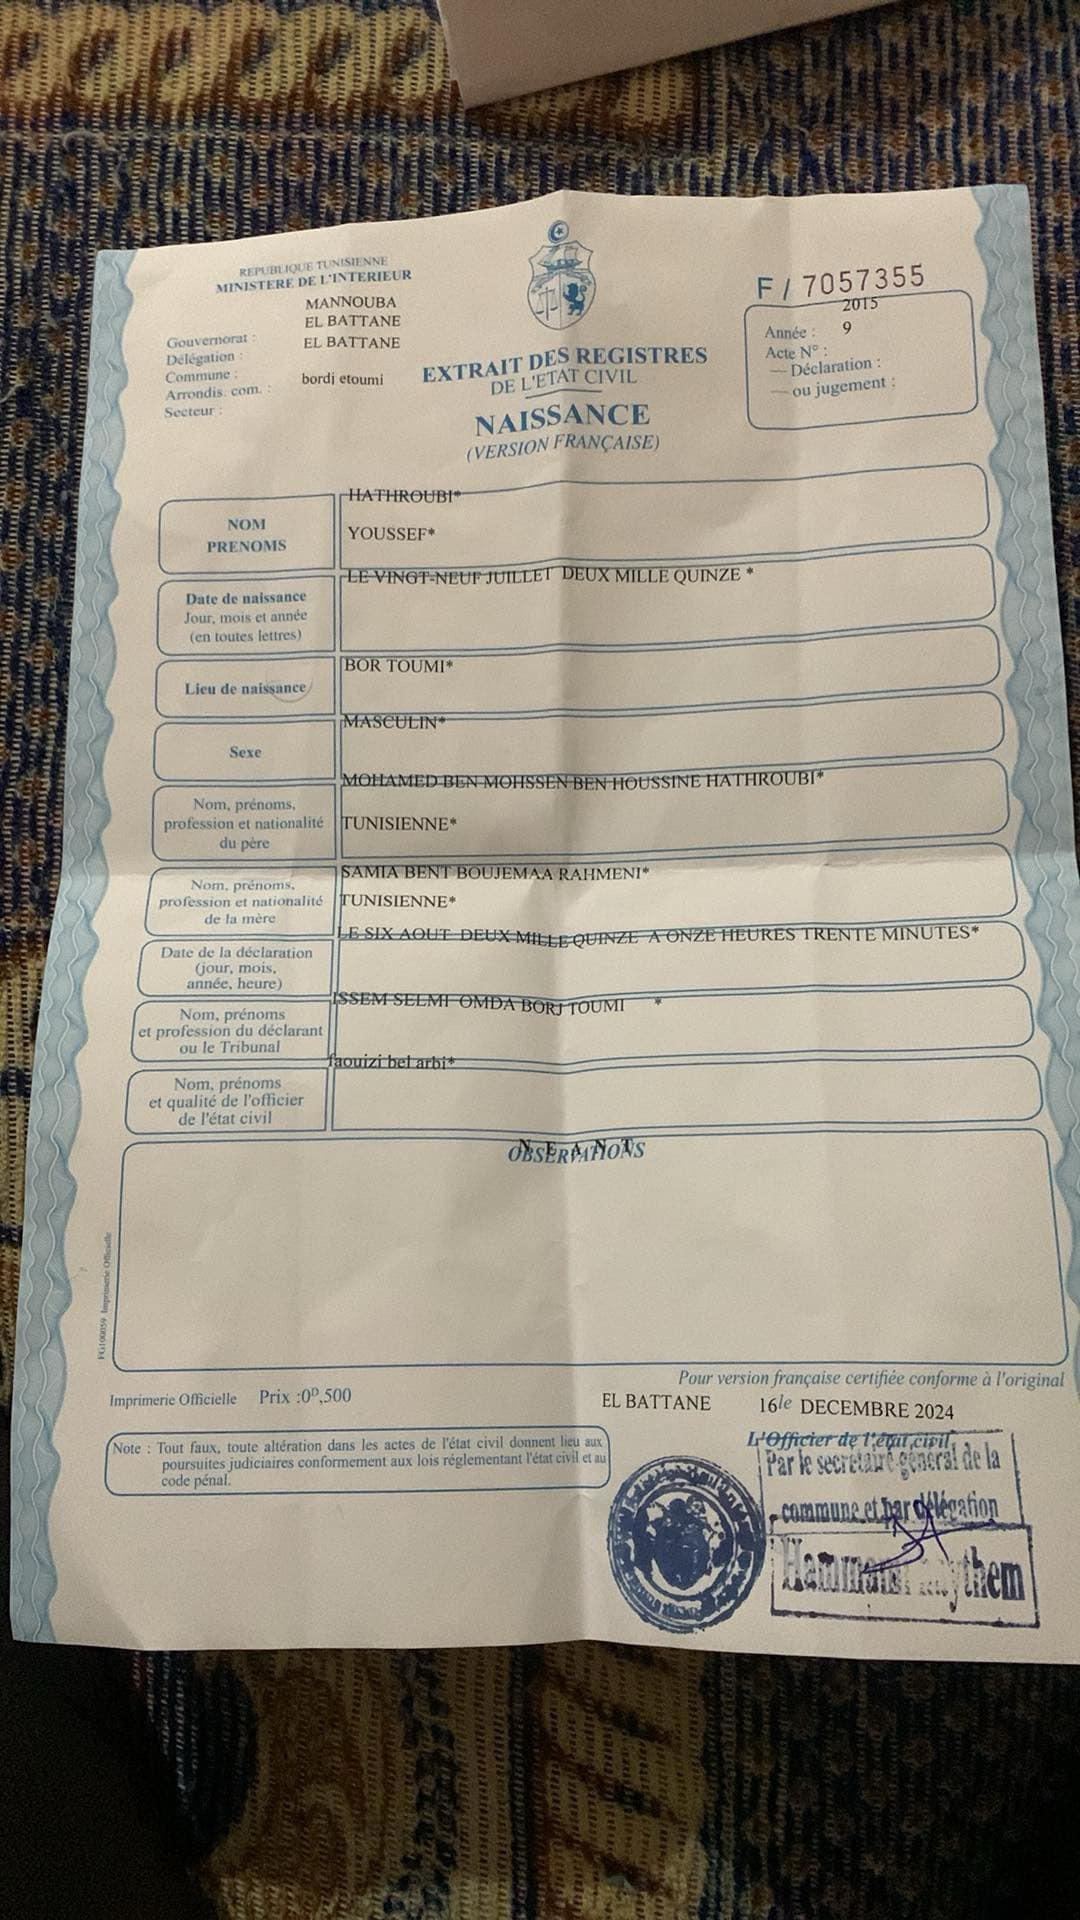 REPUBLIQUE TUNISIENNE
MINISTERE DE L'INTERIEUR
MANNOUBA
EL BATTANE
Gouvernorat :
EL BATTANE
Délégation :
Commune :
bordj etoumi
Arrondis. com. :
Secteur :
EXTRAIT DES REGISTRES
DE L'ETAT CIVIL
NAISSANCE
(VERSION FRANÇAISE)
F / 7057355
2015
Année :
9
Acte N° :
— Déclaration :
— ou jugement :
NOM
PRENOMS
HATHROUBI*
YOUSSEF*
Date de naissance
Jour, mois et année
(en toutes lettres)
LE VINGT-NEUF JUILLET DEUX MILLE QUINZE *
Lieu de naissance
BOR TOUMI*
Sexe
MASCULIN*
Nom, prénoms,
profession et nationalité
du père
MOHAMED BEN MOHSSEN BEN HOUSSINE HATHROUBI*
TUNISIENNE*
Nom, prénoms,
profession et nationalité
de la mère
SAMIA BENT BOUJEMAA RAHMENI*
TUNISIENNE*
Date de la déclaration
(jour, mois,
année, heure)
LE SIX AOUT DEUX MILLE QUINZE A ONZE HEURES TRENTE MINUTES*
Nom, prénoms
et profession du déclarant
ou le Tribunal
ISSEM SELMI OMDA BORJ TOUMI *
Nom, prénoms
et qualité de l'officier
de l'état civil
faouizi bel arbi*
N E A N T
OBSERVATIONS
FG100059 Imprimerie Officielle
Imprimerie Officielle Prix :0ᴰ,500
Pour version française certifiée conforme à l'original
EL BATTANE 16 le DECEMBRE 2024
L'Officier de l'état civil
Note : Tout faux, toute altération dans les actes de l'état civil donnent lieu aux
poursuites judiciaires conformement aux lois réglementant l'état civil et au
code pénal.
Par le secretaire général de la
commune et par délégation